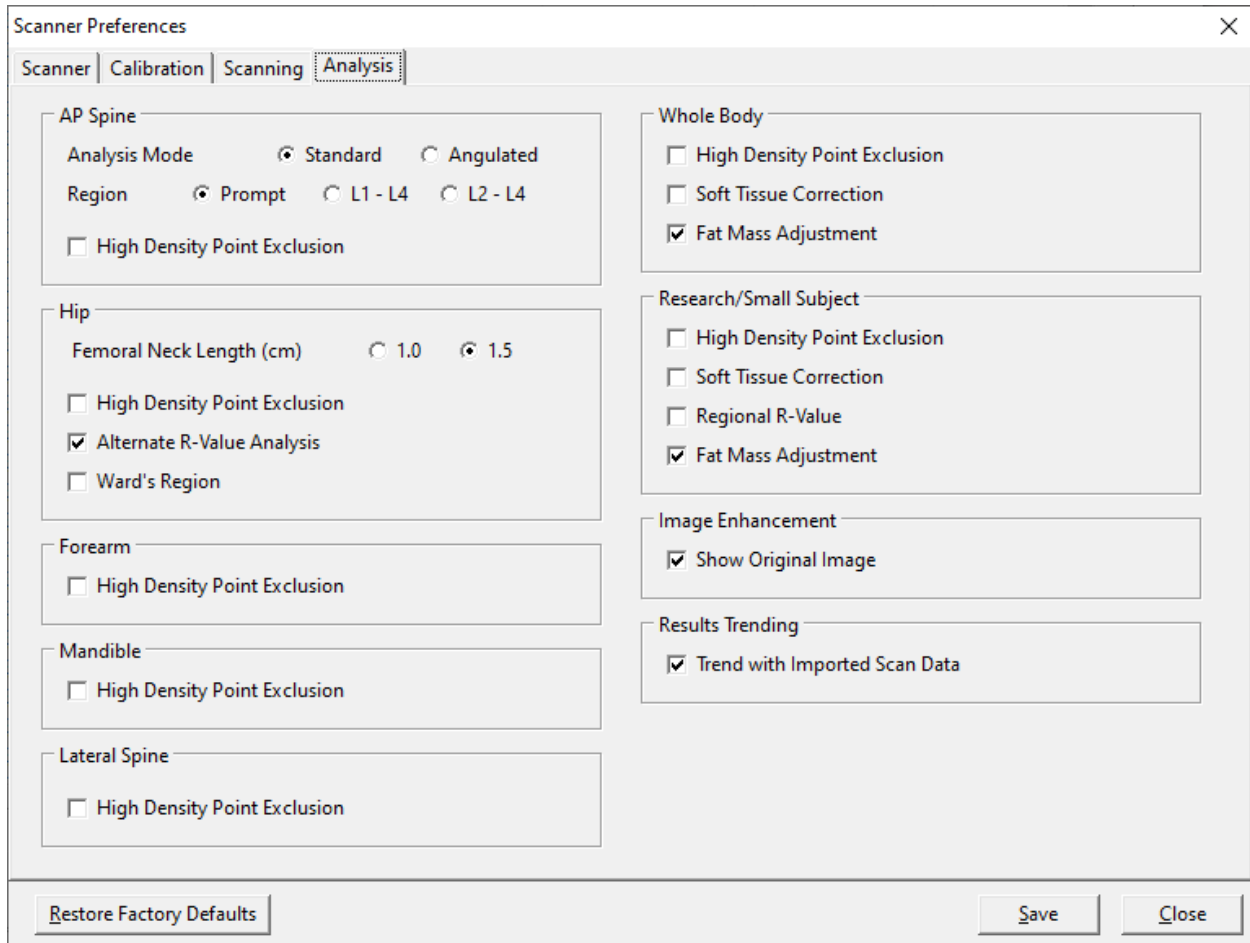 Scanner Preferences
Scanner Calibration Scanning Analysis
AP Spine
Analysis Mode Standard Angulated
Region Prompt L1 - L4 L2 - L4
High Density Point Exclusion
Hip
Femoral Neck Length (cm) 1.0 1.5
High Density Point Exclusion
Alternate R-Value Analysis
Ward's Region
Forearm
High Density Point Exclusion
Mandible
High Density Point Exclusion
Lateral Spine
High Density Point Exclusion
Whole Body
High Density Point Exclusion
Soft Tissue Correction
Fat Mass Adjustment
Research/Small Subject
High Density Point Exclusion
Soft Tissue Correction
Regional R-Value
Fat Mass Adjustment
Image Enhancement
Show Original Image
Results Trending
Trend with Imported Scan Data
Restore Factory Defaults Save Close